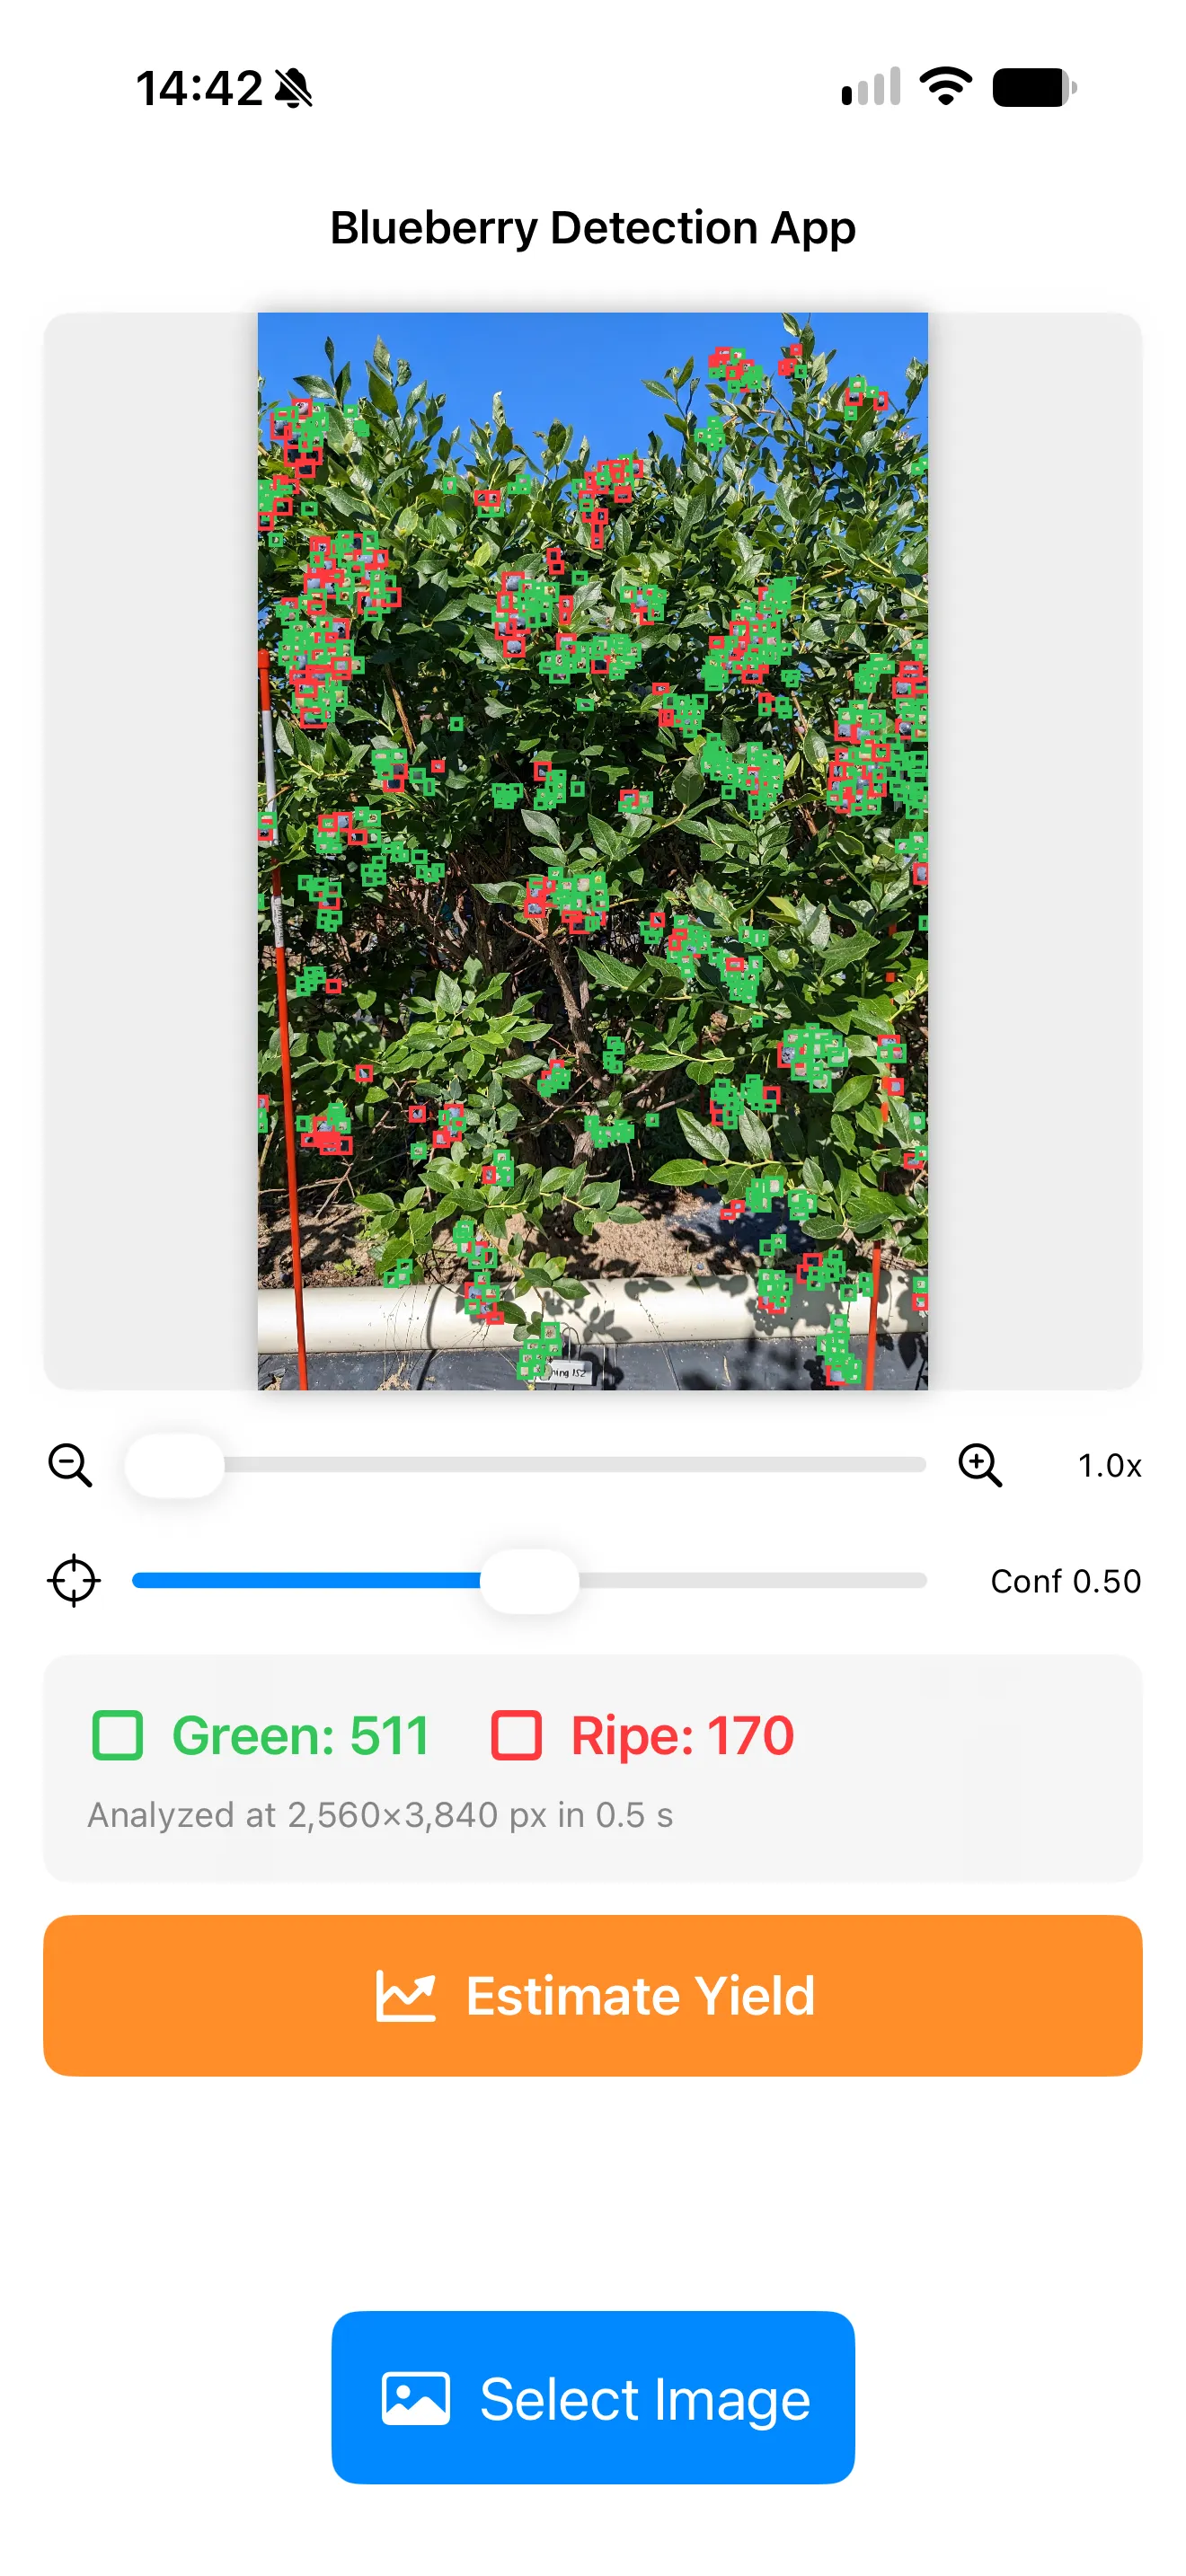 14:42
Blueberry Detection App
152
1.0x
Conf 0.50
Green: 511 Ripe: 170
Analyzed at 2,560×3,840 px in 0.5 s
Estimate Yield
Select Image